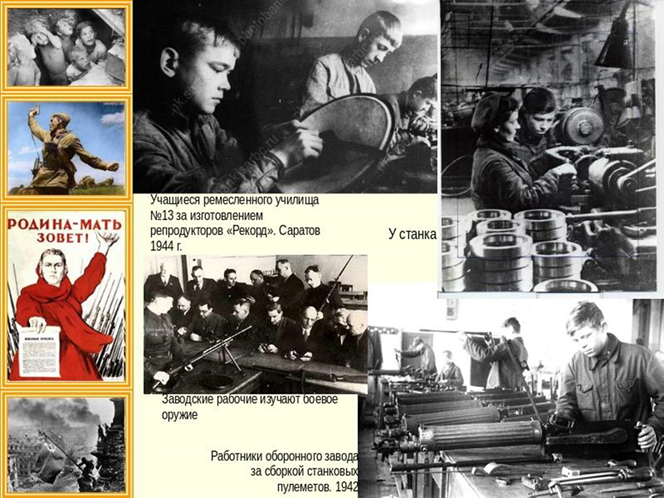 РОДИНА-МАТЬ
ЗОВЕТ!
Учащиеся ремесленного училища
№13 за изготовлением
репродукторов «Рекорд». Саратов
1944 г.
У станка
Заводские рабочие изучают боевое
оружие
Работники оборонного завода
за сборкой станковых
пулеметов. 1942